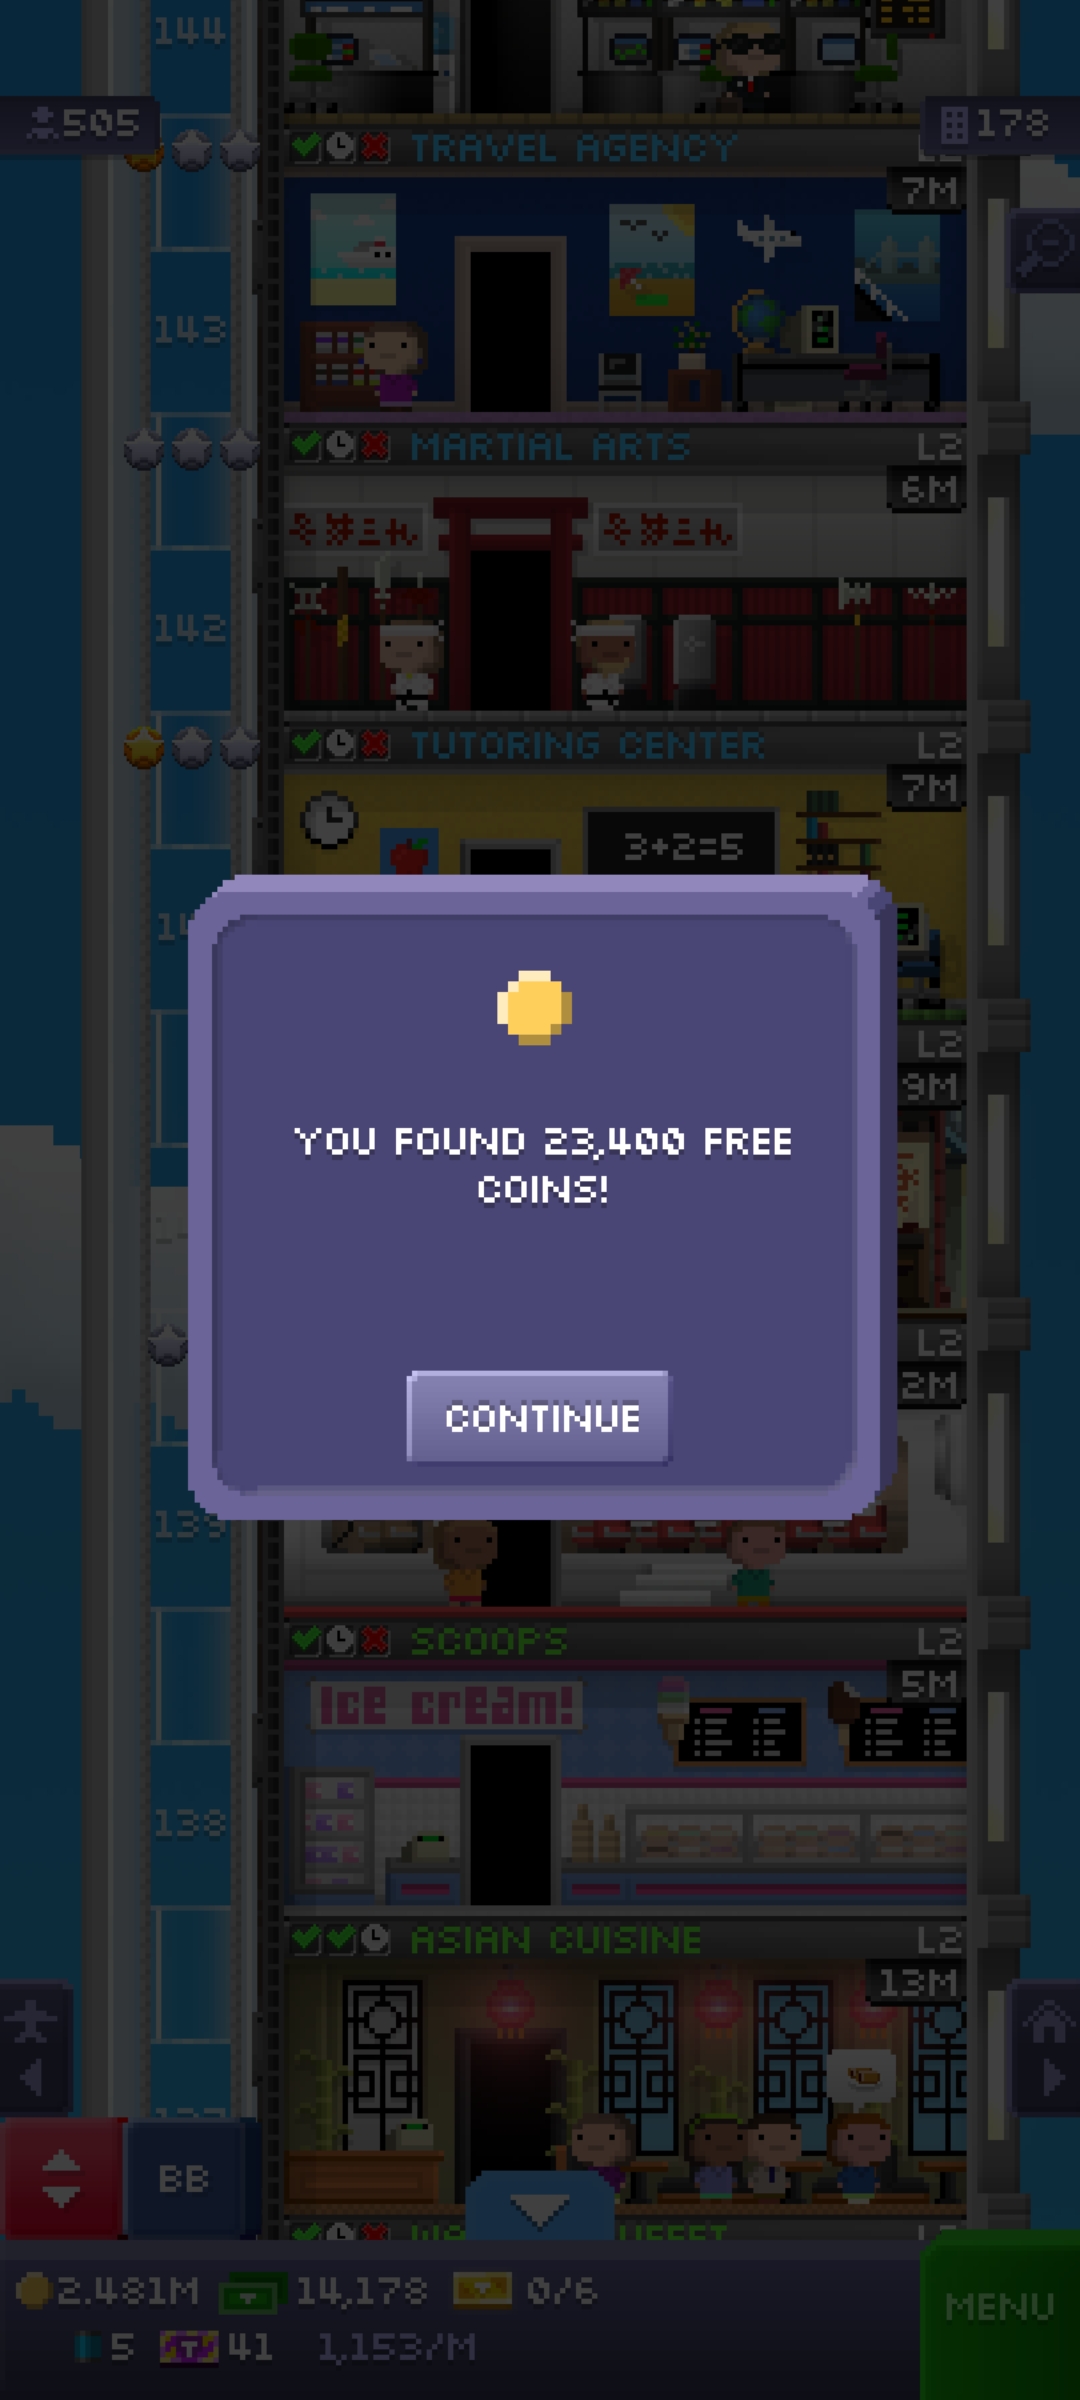 144
505
178
TRAVEL AGENCY
7M
143
MARTIAL ARTS
L2
6M
142
TUTORING CENTER
L2
7M
3+2=5
L2
9M
YOU FOUND 23,400 FREE
COINS!
L2
2M
CONTINUE
139
SCOOPS
L2
5M
Ice cream!
138
ASIAN CUISINE
L2
13M
BB
2.481M
14,178
0/6
MENU
5
41
1,153/M